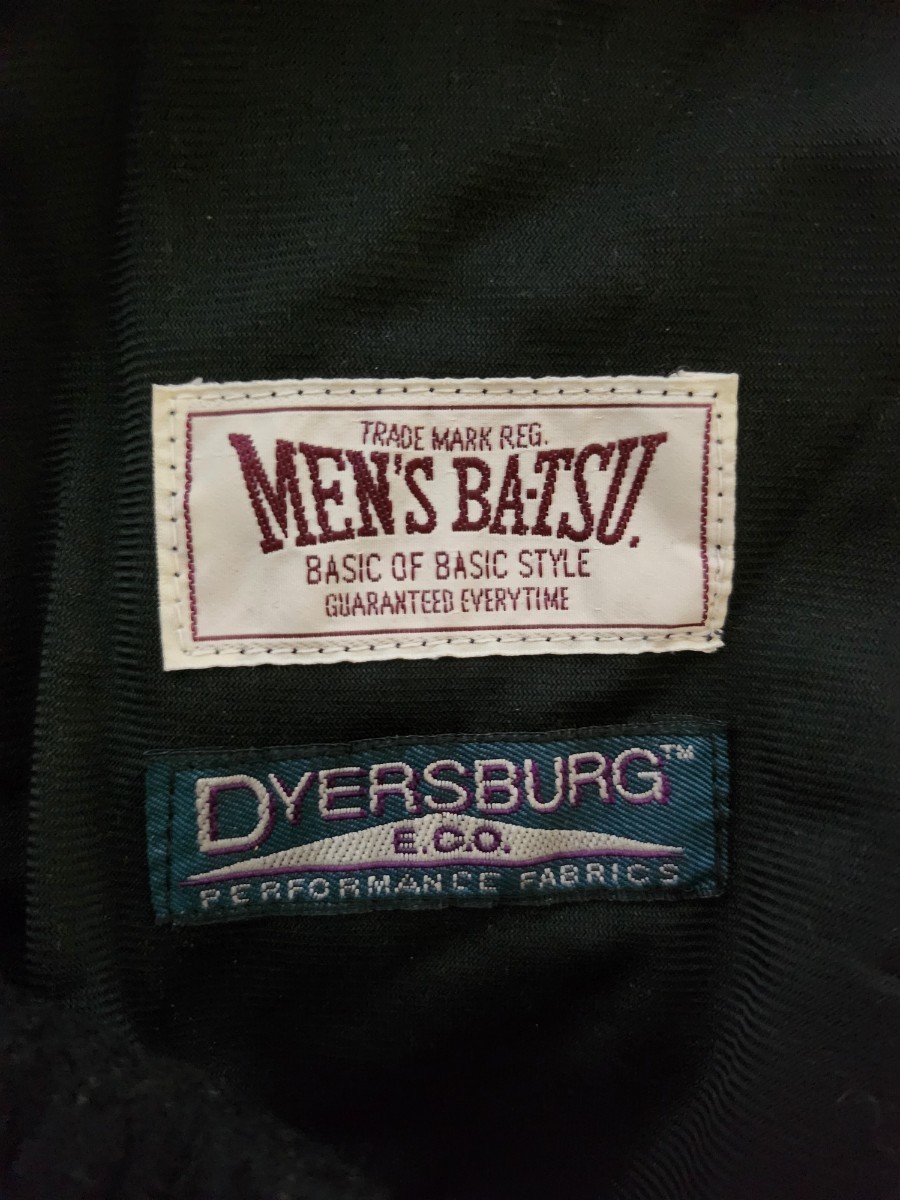 TRADE MARK REG.
MEN'S BA-TSU.
BASIC OF BASIC STYLE
GUARANTEED EVERYTIME
DYERSBURG™
E.C.O.
PERFORMANCE FABRICS